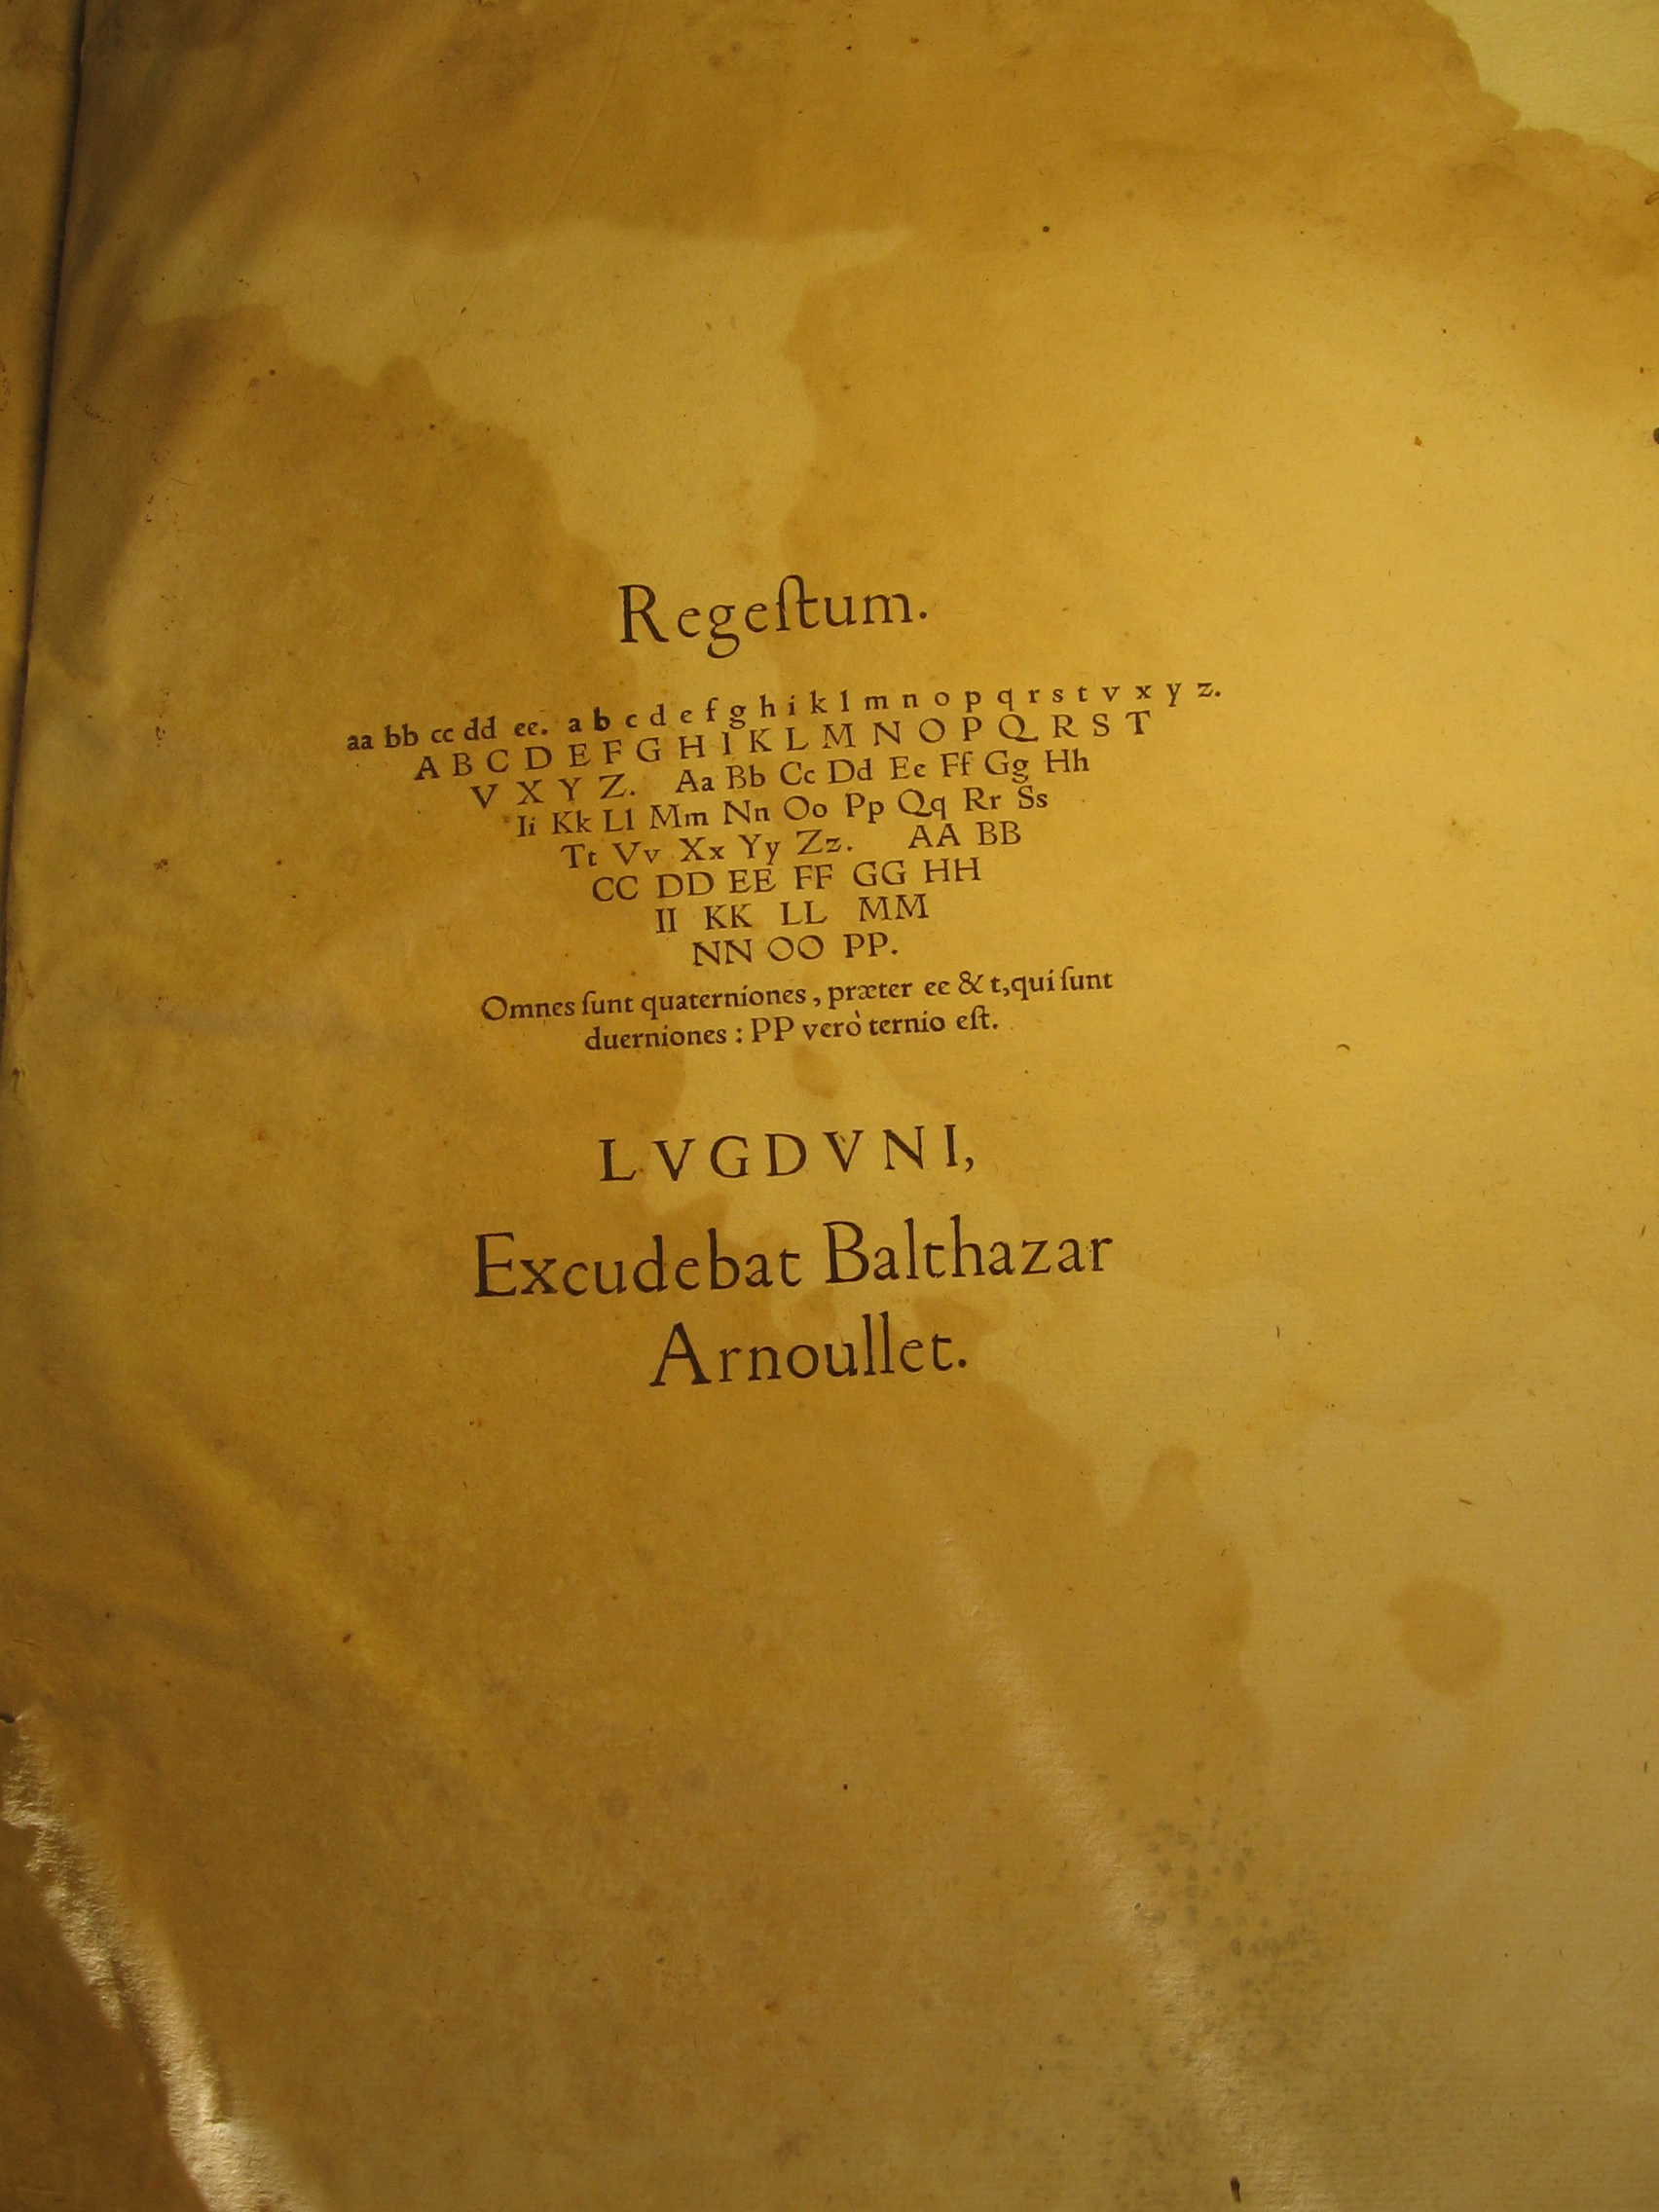 Regeſtum.
aa bb cc dd ee. a b c d e f g h i k l m n o p q r s t v x y z.
A B C D E F G H I K L M N O P Q R S T
V X Y Z. Aa Bb Cc Dd Ee Ff Gg Hh
Ii Kk Ll Mm Nn Oo Pp Qq Rr Ss
Tt Vv Xx Yy Zz. AA BB
CC DD EE FF GG HH
II KK LL MM
NN OO PP.
Omnes ſunt quaterniones, præter ee & t, qui ſunt
duerniones : PP verò ternio eſt.
LVGDVNI,
Excudebat Balthazar
Arnoullet.